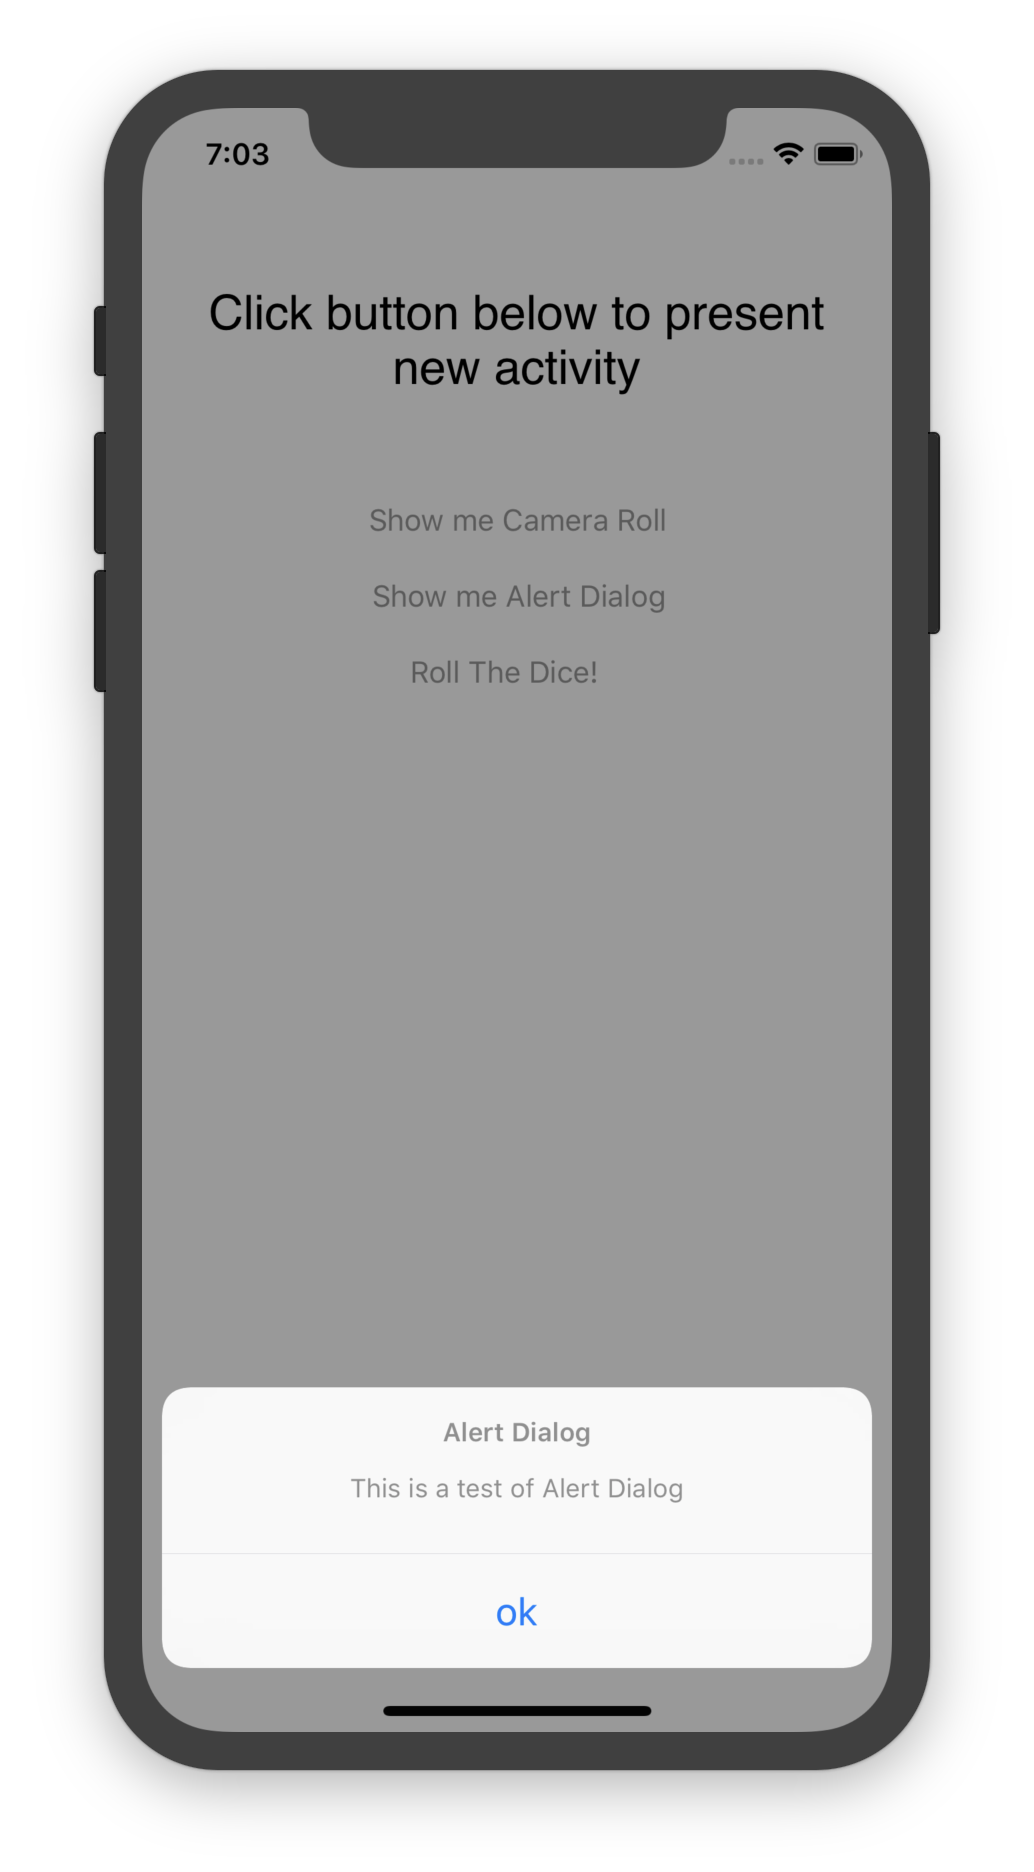 7:03
Click button below to present
new activity
Show me Camera Roll
Show me Alert Dialog
Roll The Dice!
Alert Dialog
This is a test of Alert Dialog
ok